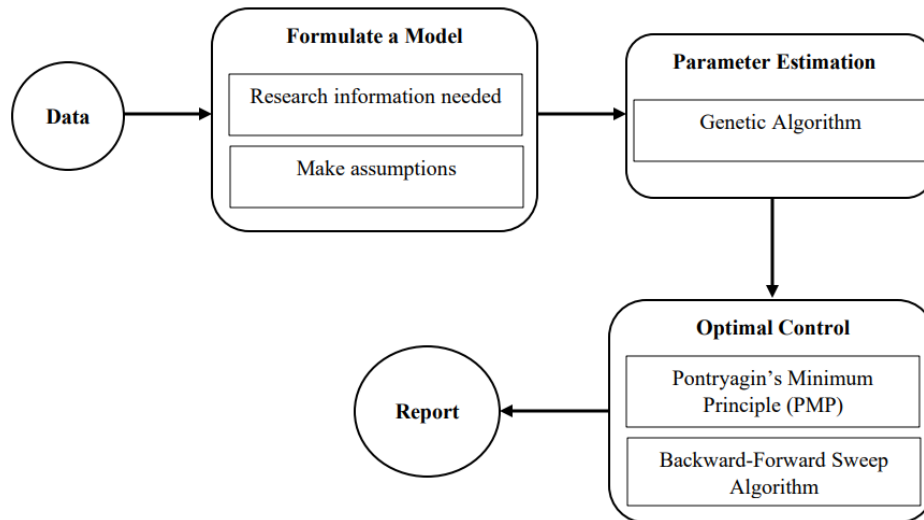 Data
Formulate a Model
Research information needed
Make assumptions
Parameter Estimation
Genetic Algorithm
Optimal Control
Pontryagin’s Minimum
Principle (PMP)
Backward-Forward Sweep
Algorithm
Report